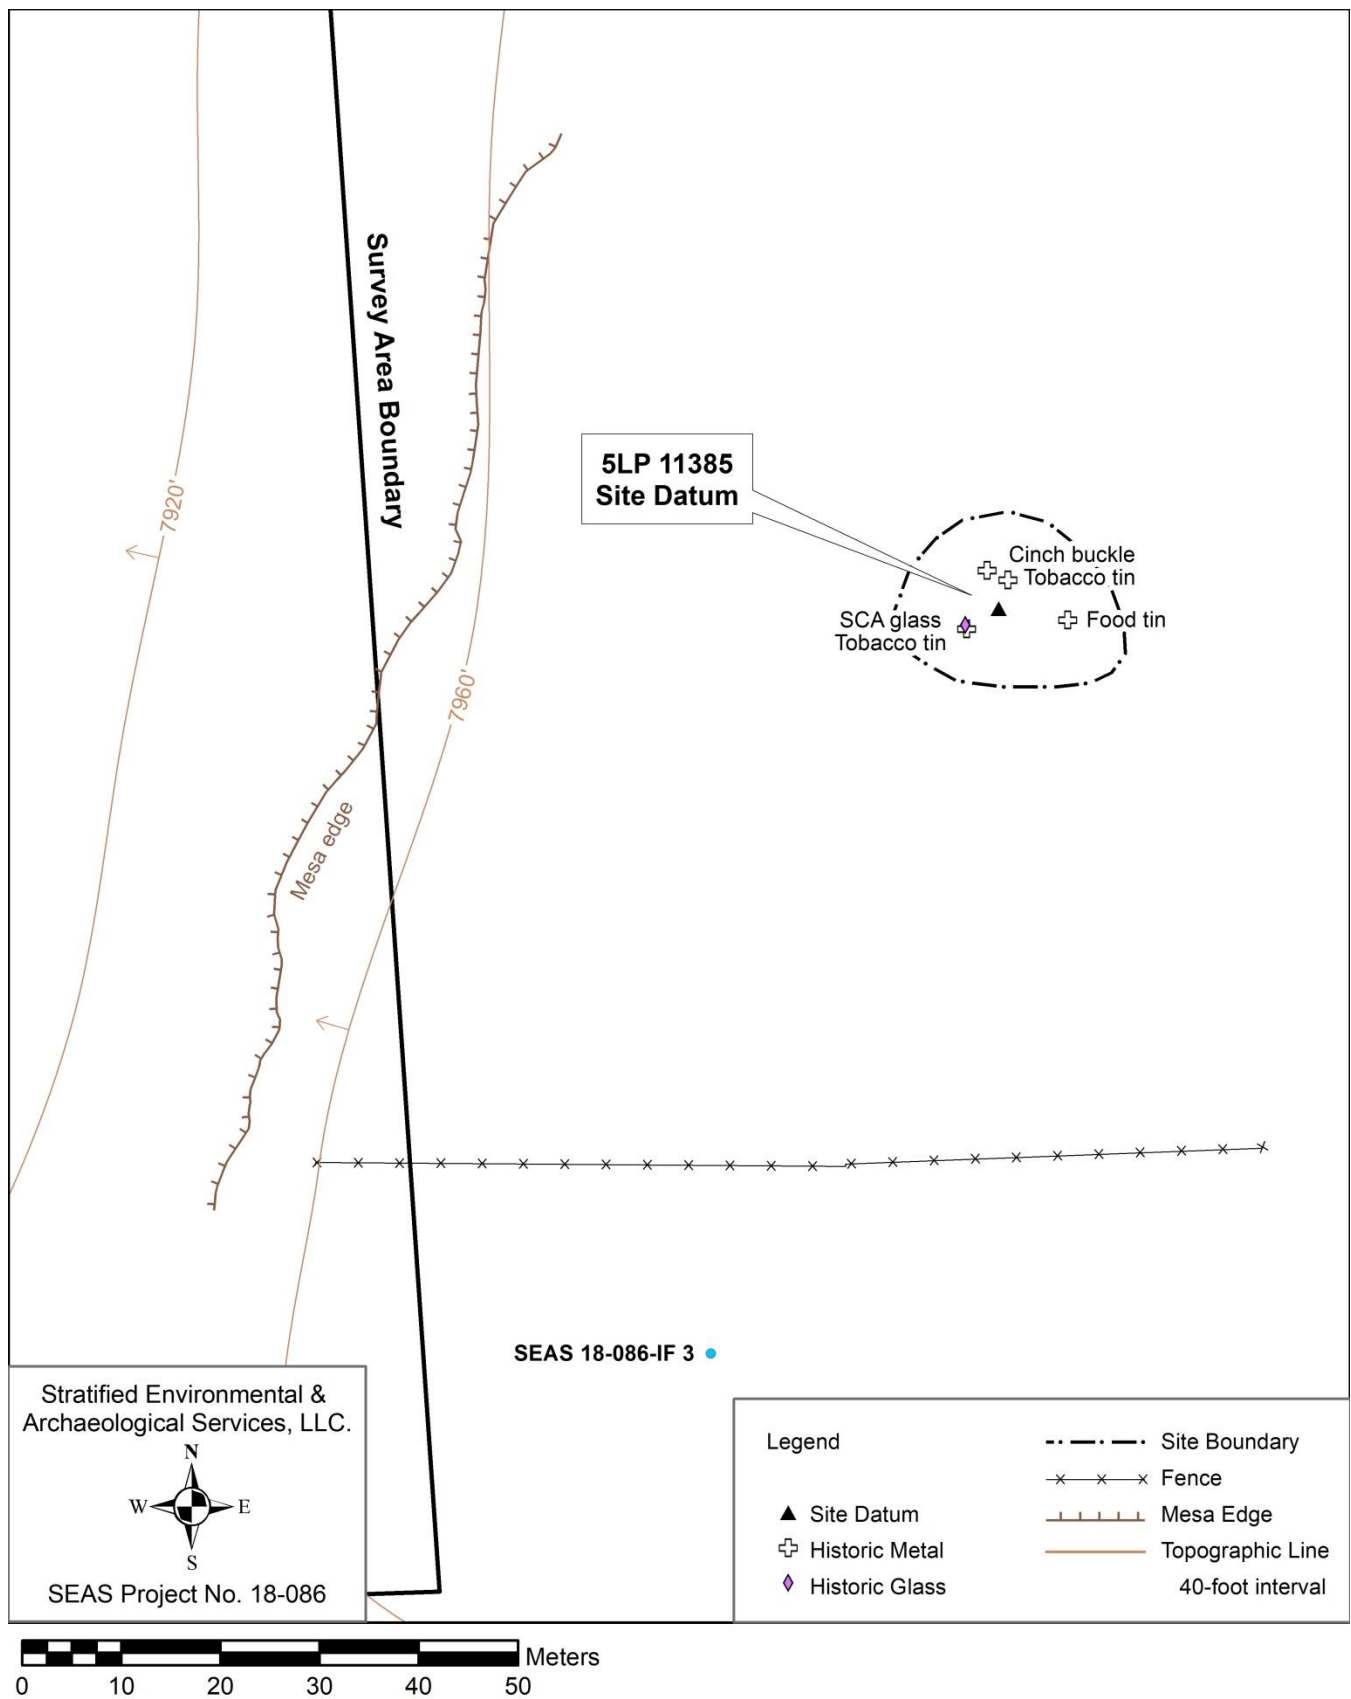 Survey Area Boundary
7920'
5LP 11385
Site Datum
Cinch buckle
Tobacco tin
SCA glass
Tobacco tin
Food tin
7960'
Mesa edge
SEAS 18-086-IF 3
Stratified Environmental &
Archaeological Services, LLC.
N
W E
S
SEAS Project No. 18-086
Legend
Site Datum
Historic Metal
Historic Glass
Site Boundary
Fence
Mesa Edge
Topographic Line
40-foot interval
Meters
0 10 20 30 40 50